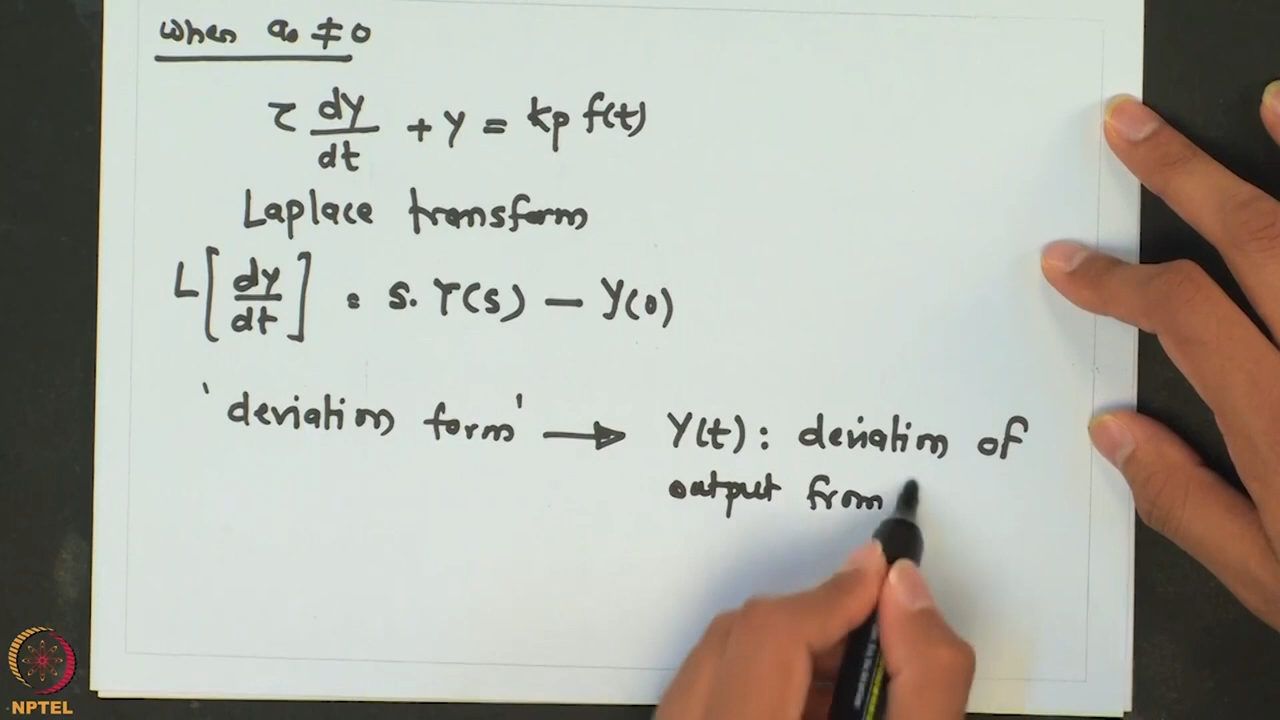 when a₀ ≠ 0
τ dy/dt + y = kp f(t)
Laplace transform
L[dy/dt] = s. Y(s) — y(0)
'deviation form' → Y(t): deviation of
output from
NPTEL